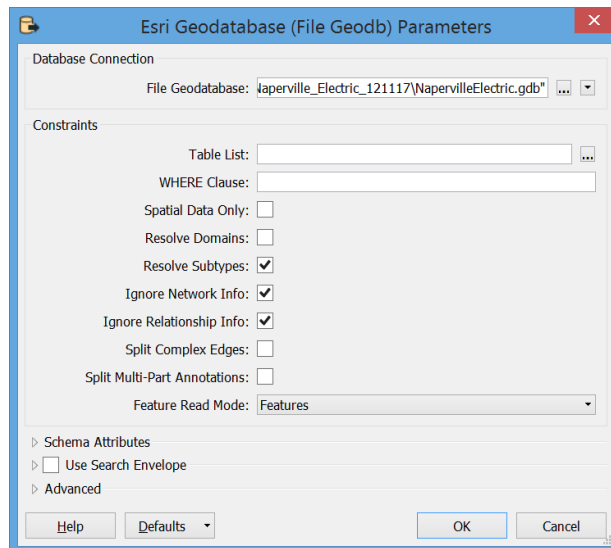 Esri Geodatabase (File Geodb) Parameters
Database Connection
File Geodatabase: Naperville_Electric_121117\NapervilleElectric.gdb" ...
Constraints
Table List: ...
WHERE Clause:
Spatial Data Only:
Resolve Domains:
Resolve Subtypes:
Ignore Network Info:
Ignore Relationship Info:
Split Complex Edges:
Split Multi-Part Annotations:
Feature Read Mode: Features
Schema Attributes
Use Search Envelope
Advanced
Help Defaults OK Cancel